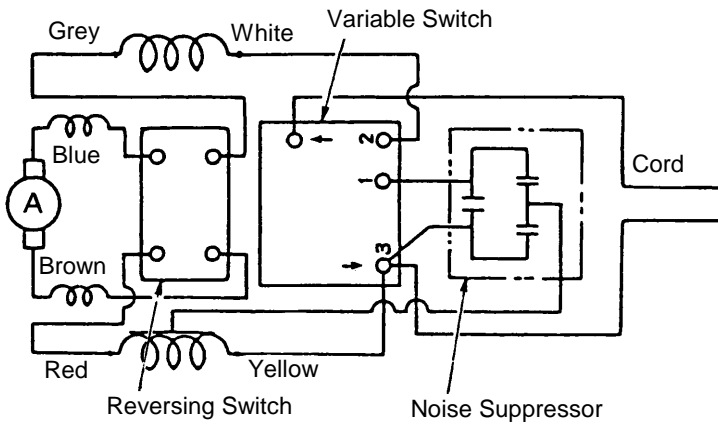 Variable Switch
Grey
White
2
Blue
1
Cord
A
3
Brown
Red
Yellow
Reversing Switch
Noise Suppressor